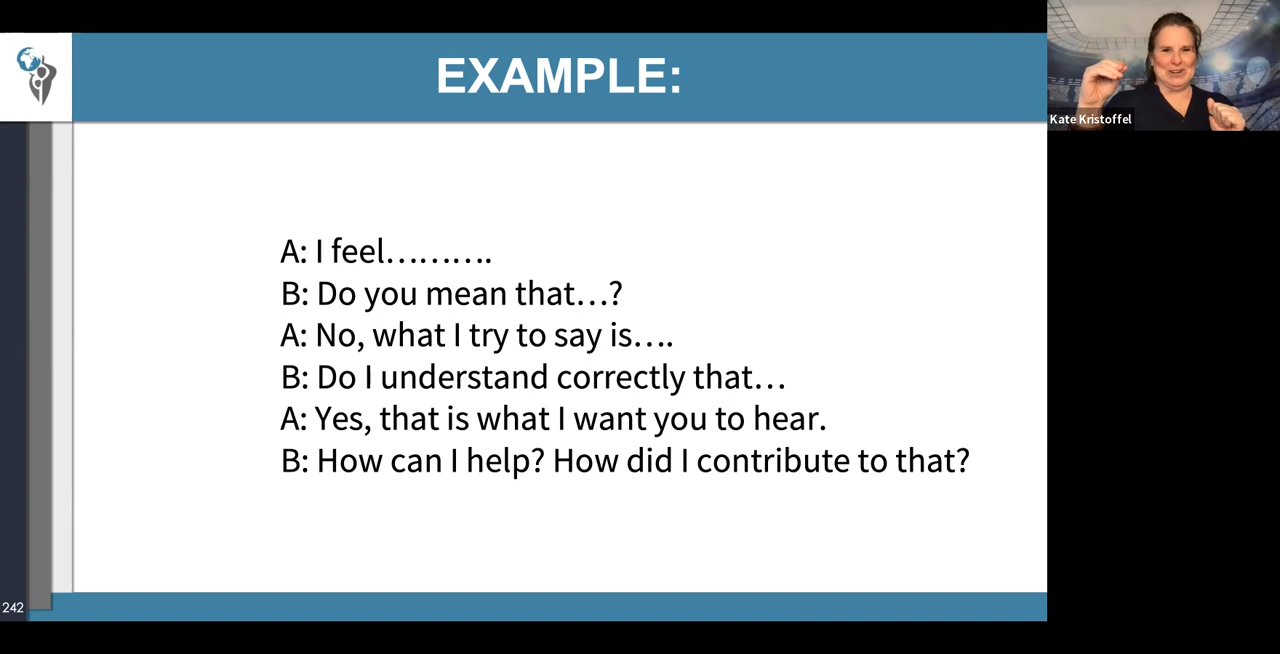 EXAMPLE:
Kate Kristoffel
A: I feel……….
B: Do you mean that…?
A: No, what I try to say is….
B: Do I understand correctly that…
A: Yes, that is what I want you to hear.
B: How can I help? How did I contribute to that?
242